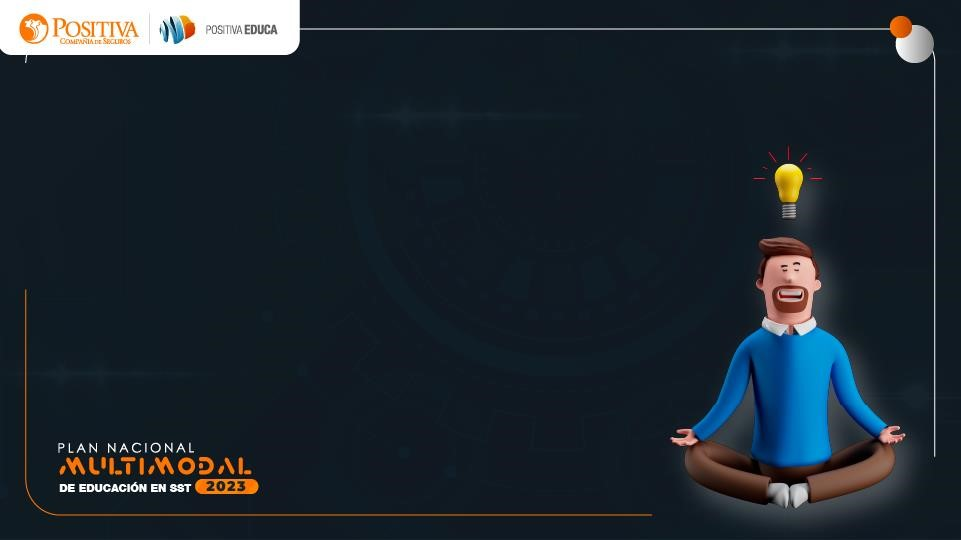 POSITIVA
COMPAÑÍA DE SEGUROS
POSITIVA EDUCA
PLAN NACIONAL
MULTIMODAL
DE EDUCACIÓN EN SST 2023